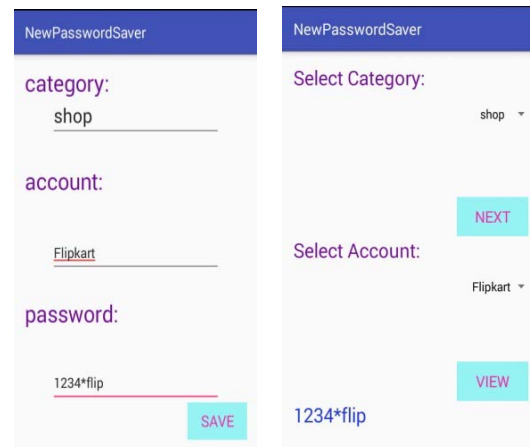 NewPasswordSaver
category:
shop
account:
Flipkart
password:
1234*flip
SAVE
NewPasswordSaver
Select Category:
shop
NEXT
Select Account:
Flipkart
VIEW
1234*flip